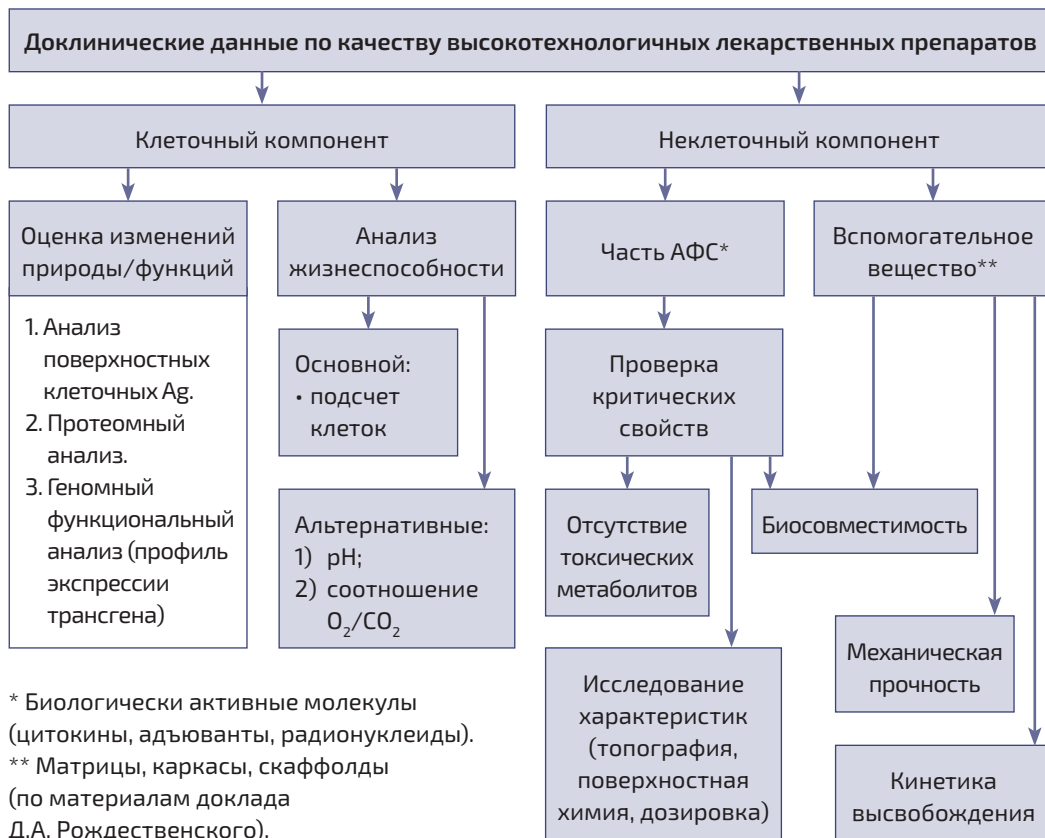 Доклинические данные по качеству высокотехнологичных лекарственных препаратов
Клеточный компонент
Неклеточный компонент
Оценка изменений
природы/функций
Анализ
жизнеспособности
Часть АФС*
Вспомогательное
вещество**
1. Анализ
поверхностных
клеточных Ag.
2. Протеомный
анализ.
3. Геномный
функциональный
анализ (профиль
экспрессии
трансгена)
Основной:
• подсчет
клеток
Альтернативные:
1) pH;
2) соотношение
O₂/CO₂
Проверка
критических
свойств
Отсутствие
токсических
метаболитов
Биосовместимость
Исследование
характеристик
(топография,
поверхностная
химия, дозировка)
Механическая
прочность
Кинетика
высвобождения
* Биологически активные молекулы
(цитокины, адъюванты, радионуклеиды).
** Матрицы, каркасы, скаффолды
(по материалам доклада
Д.А. Рождественского).